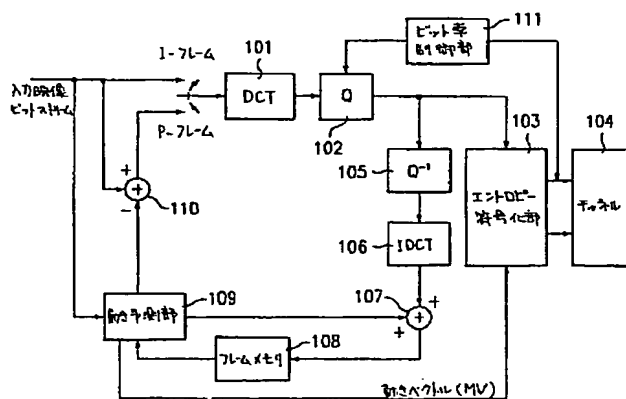 111
ビット率
制御部
I-フレーム
101
入力映像
ビットストリーム
DCT
Q
P-フレーム
102
103
104
105
Q⁻¹
エントロピー
符号化部
チャネル
+
+
-
110
106
IDCT
109
107
+
動き予測部
+
+
108
フレームメモリ
動きベクトル(MV)